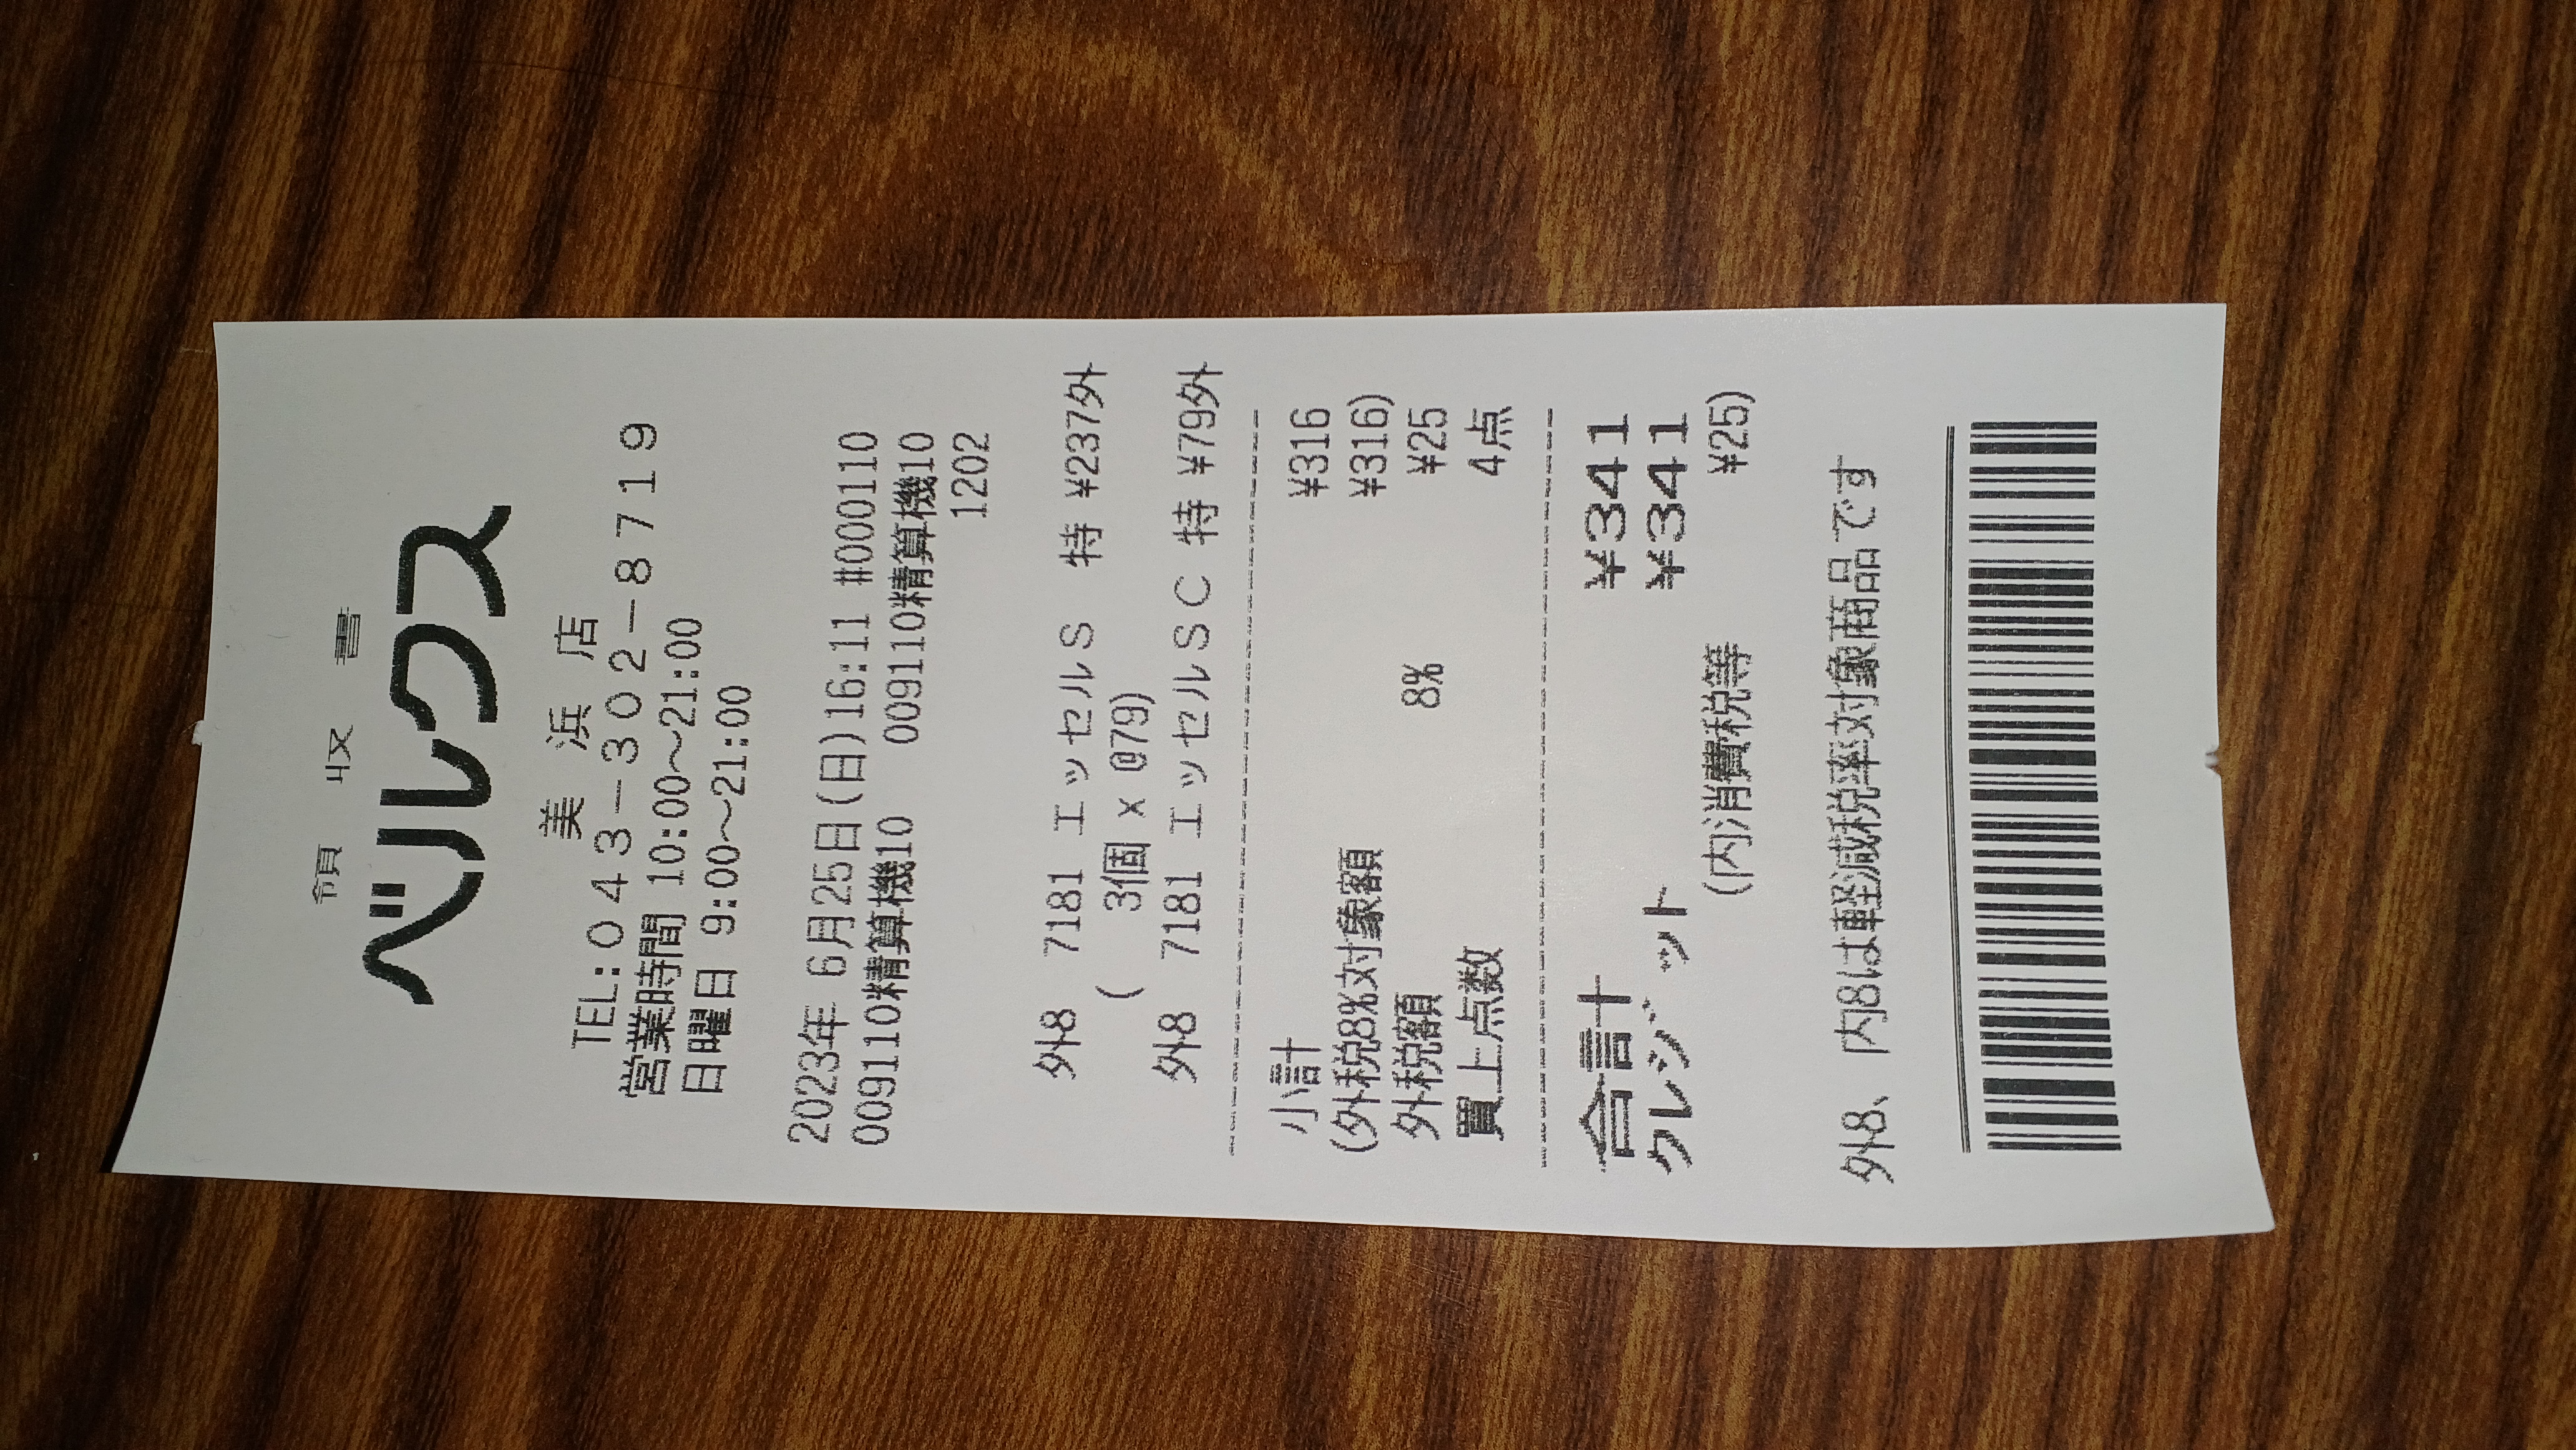 領収書
ベルクス
美浜店
TEL:043-302-8719
営業時間 10:00~21:00
日曜日 9:00~21:00
2023年 6月25日(日)16:11 #000110
009110精算機10 009110精算機10
1202
外8 7181 エッセルS 特 ¥237外
( 3個 x @79)
外8 7181 エッセルSC 特 ¥79外
小計 ¥316
(外税8%対象額 ¥316)
外税額 8% ¥25
買上点数 4点
合計 ¥341
クレジット ¥341
(内消費税等 ¥25)
外8、内8は軽減税率対象商品です